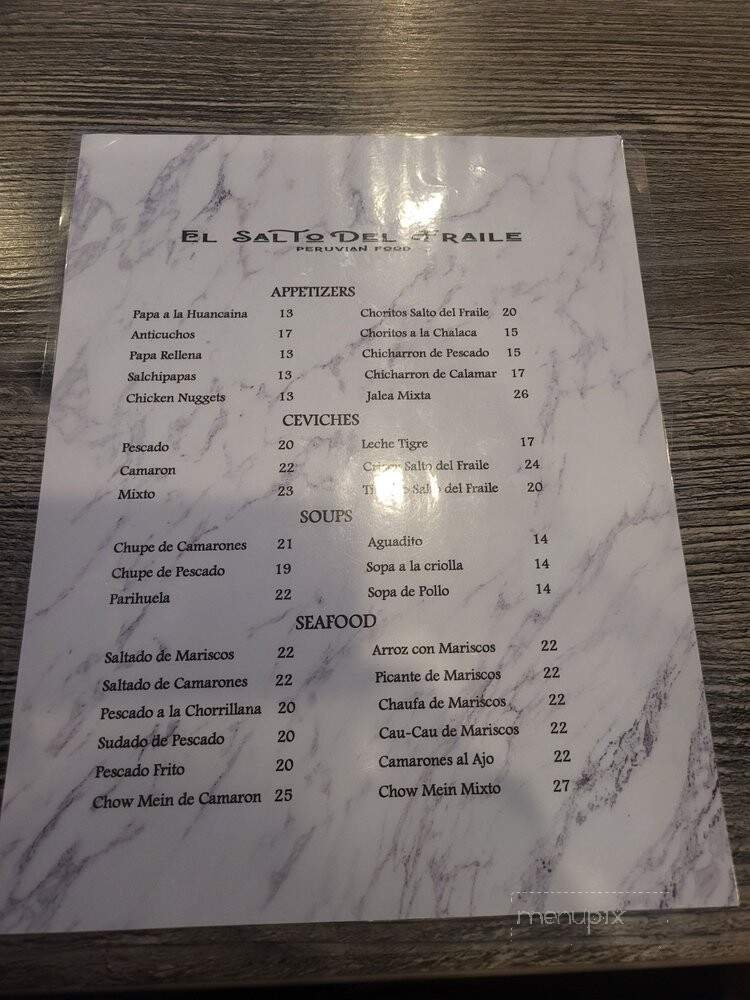 EL SALTO DEL FRAILE
PERUVIAN FOOD
APPETIZERS
Papa a la Huancaina 13
Choritos Salto del Fraile 20
Anticuchos 17
Choritos a la Chalaca 15
Papa Rellena 13
Chicharron de Pescado 15
Salchipapas 13
Chicharron de Calamar 17
Chicken Nuggets 13
Jalea Mixta 26
CEVICHES
Pescado 20
Leche Tigre 17
Camaron 22
Salto del Fraile 24
Mixto 23
Salto del Fraile 20
SOUPS
Chupe de Camarones 21
Aguadito 14
Chupe de Pescado 19
Sopa a la criolla 14
Parihuela 22
Sopa de Pollo 14
SEAFOOD
Saltado de Mariscos 22
Arroz con Mariscos 22
Saltado de Camarones 22
Picante de Mariscos 22
Pescado a la Chorrillana 20
Chaufa de Mariscos 22
Sudado de Pescado 20
Cau-Cau de Mariscos 22
Pescado Frito 20
Camarones al Ajo 22
Chow Mein de Camaron 25
Chow Mein Mixto 27
menupix